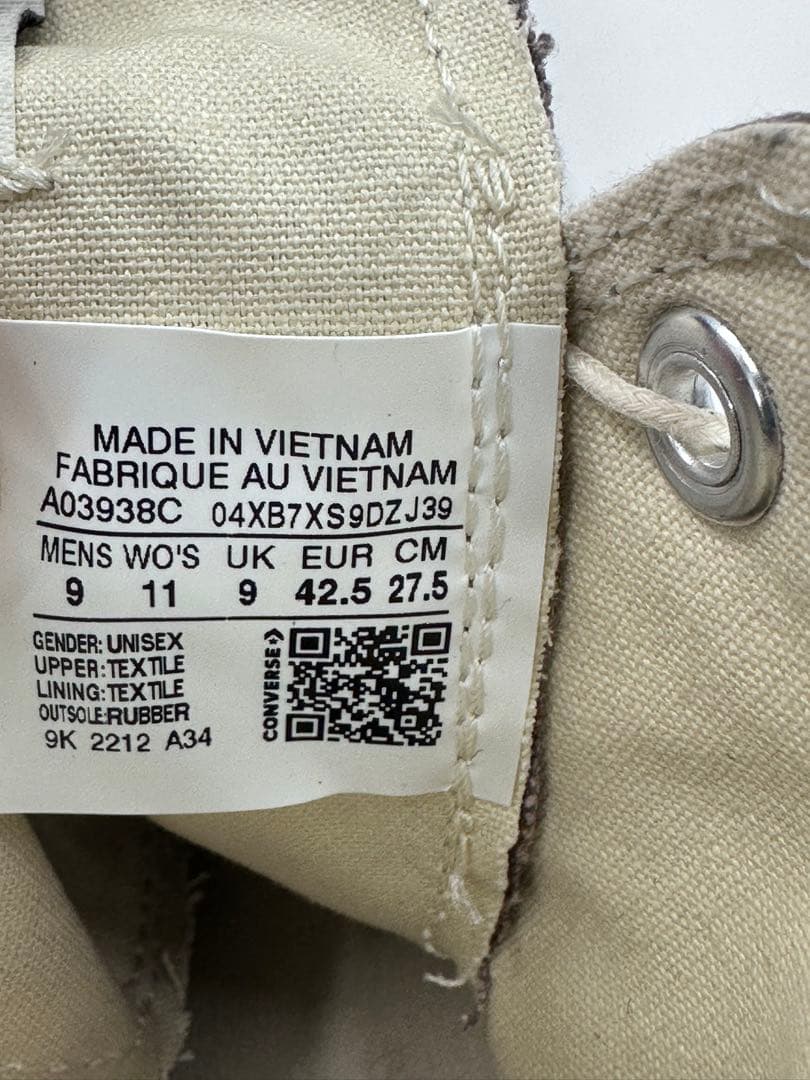 MADE IN VIETNAM
FABRIQUE AU VIETNAM
A03938C 04XB7XS9DZJ39
MENS WO'S UK EUR CM
9 11 9 42.5 27.5
GENDER: UNISEX
UPPER: TEXTILE
LINING: TEXTILE
OUTSOLE:RUBBER
9K 2212 A34
CONVERSE